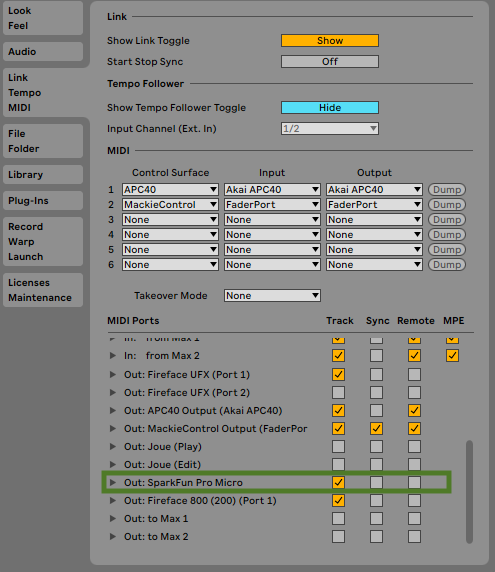 Look
Feel
Audio
Link
Tempo
MIDI
File
Folder
Library
Plug-Ins
Record
Warp
Launch
Licenses
Maintenance
Link
Show Link Toggle Show
Start Stop Sync Off
Tempo Follower
Show Tempo Follower Toggle Hide
Input Channel (Ext. In) 1/2
MIDI
Control Surface Input Output
1 APC40 Akai APC40 Akai APC40 Dump
2 MackieControl FaderPort FaderPort Dump
3 None None None Dump
4 None None None Dump
5 None None None Dump
6 None None None Dump
Takeover Mode None
MIDI Ports Track Sync Remote MPE
In: from Max 1
In: from Max 2
Out: Fireface UFX (Port 1)
Out: Fireface UFX (Port 2)
Out: APC40 Output (Akai APC40)
Out: MackieControl Output (FaderPor
Out: Joue (Play)
Out: Joue (Edit)
Out: SparkFun Pro Micro
Out: Fireface 800 (200) (Port 1)
Out: to Max 1
Out: to Max 2